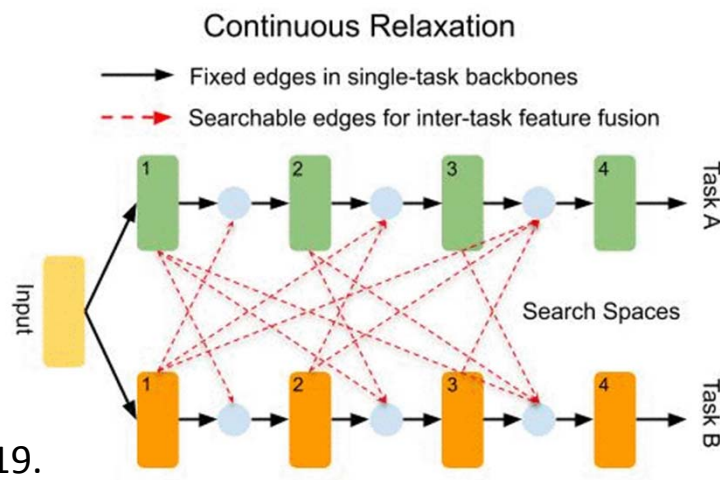 Continuous Relaxation
Fixed edges in single-task backbones
Searchable edges for inter-task feature fusion
1 2 3 4
Task A
Input
Search Spaces
1 2 3 4
Task B
19.